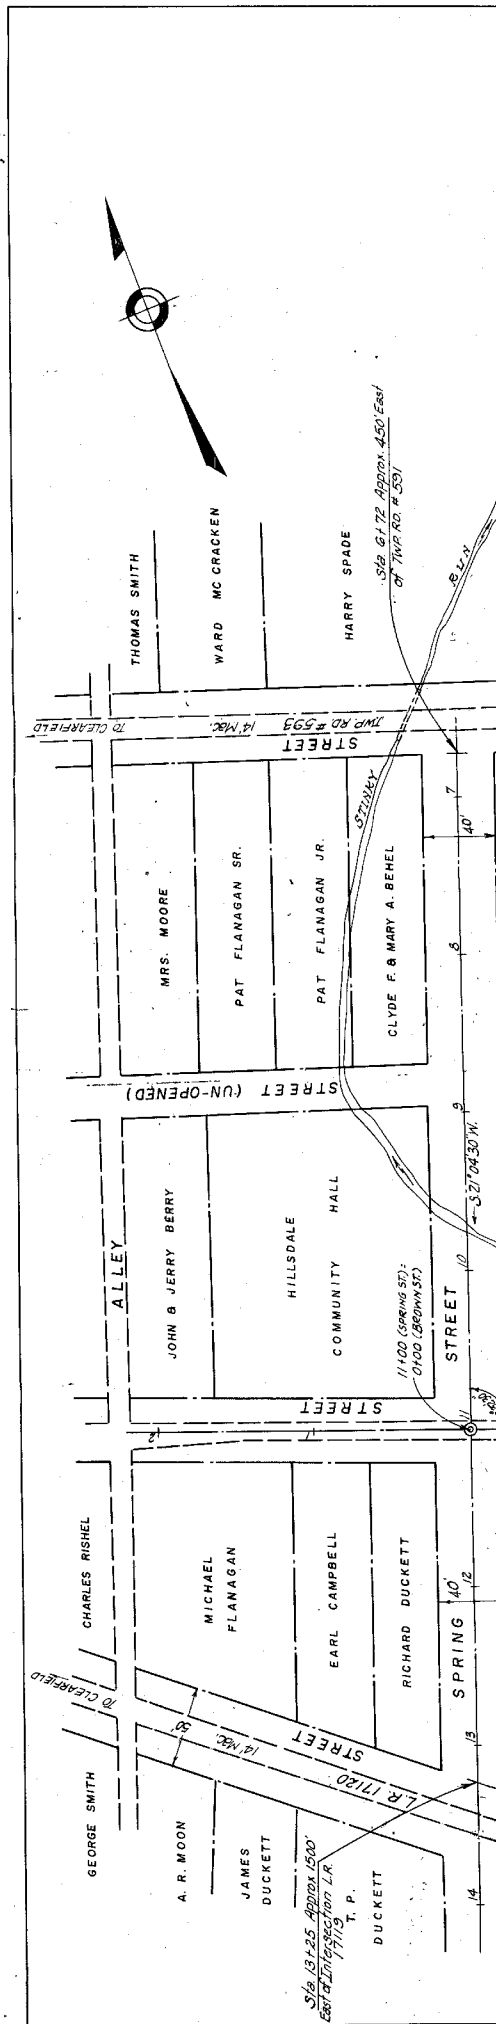 THOMAS SMITH
WARD MC CRACKEN
HARRY SPADE
Sta. 6+72 Approx. 450' East
of TWP. RD. # 591
RUN
TO CLEARFIELD
14' Mac.
TWP. RD. # 593
STREET
STINKY
7
40'
MRS. MOORE
PAT FLANAGAN SR.
PAT FLANAGAN JR.
CLYDE F. & MARY A. BEHEL
8
STREET (UN-OPENED)
9
S.21°04'30"W.
ALLEY
JOHN & JERRY BERRY
HILLSDALE
COMMUNITY HALL
10
11+00 (SPRING ST.)=
0+00 (BROWN ST.)
STREET
STREET
11
2
1
CHARLES RISHEL
MICHAEL
FLANAGAN
EARL CAMPBELL
RICHARD DUCKETT
SPRING
40'
12
TO CLEARFIELD
50'
14' Mac.
STREET
L.R. 17120
13
GEORGE SMITH
A. R. MOON
JAMES
DUCKETT
T. P.
DUCKETT
Sta. 13+25 Approx. 1500'
East of Intersection L.R.
17119
14